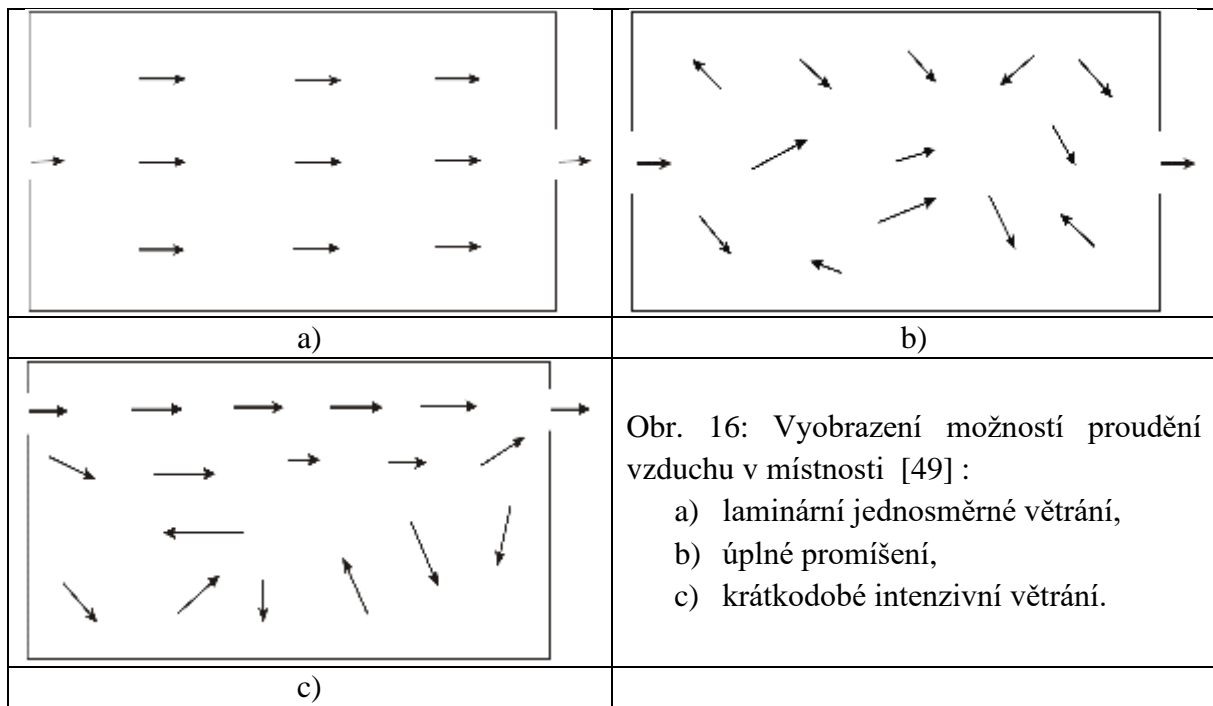 a)
b)
Obr. 16: Vyobrazení možností proudění
vzduchu v místnosti [49] :
a) laminární jednosměrné větrání,
b) úplné promíšení,
c) krátkodobé intenzivní větrání.
c)